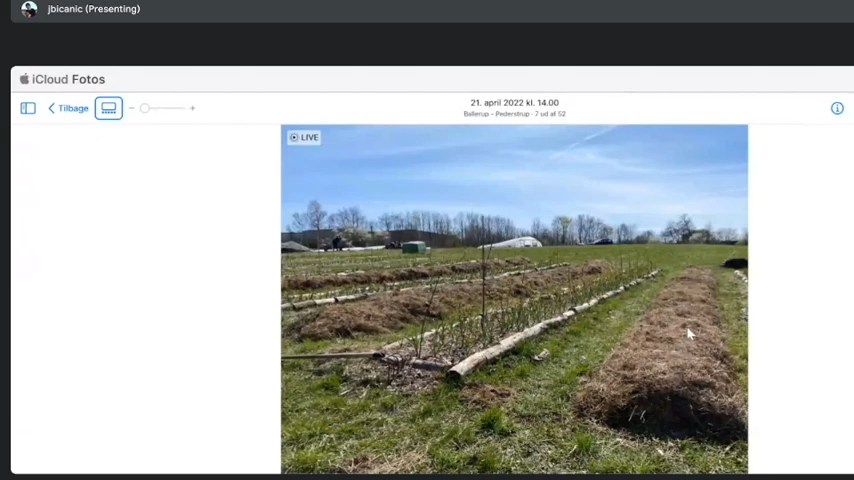 jbicanic (Presenting)
iCloud Fotos
Tilbage
21. april 2022 kl. 14.00
Ballerup - Pederstrup · 7 ud af 52
LIVE